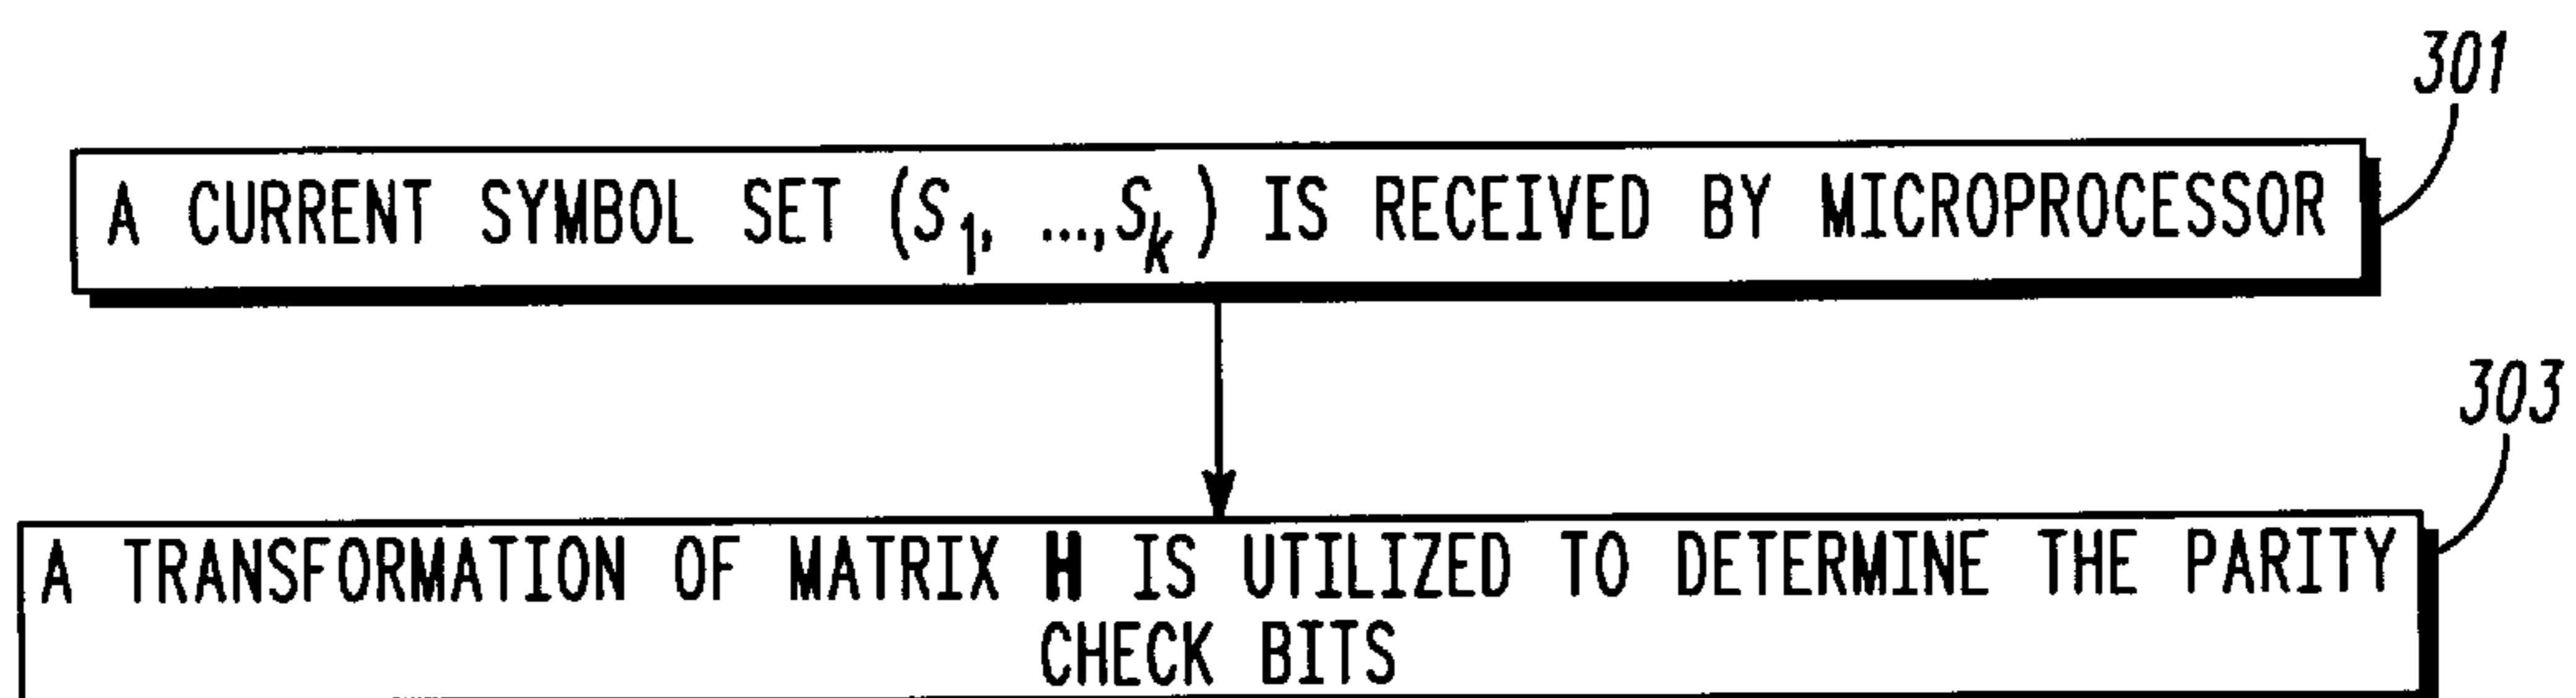 301
A CURRENT SYMBOL SET (S1, ...,Sk) IS RECEIVED BY MICROPROCESSOR
303
A TRANSFORMATION OF MATRIX H IS UTILIZED TO DETERMINE THE PARITY
CHECK BITS